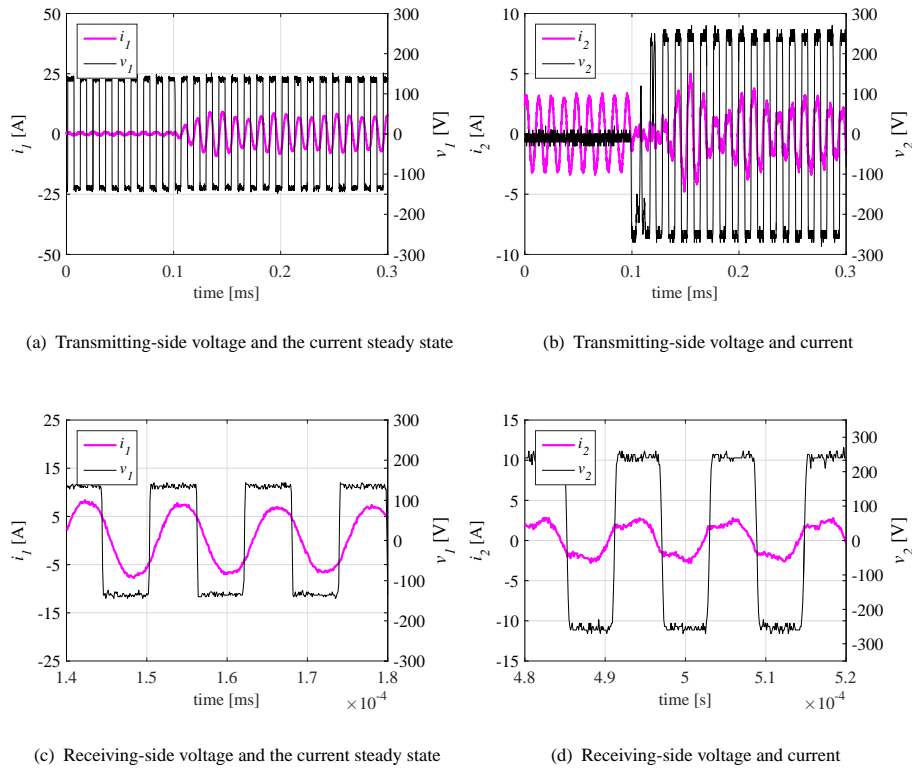 50
25
0
-25
-50
300
200
100
0
-100
-200
-300
0
0.1
0.2
0.3
i1 [A]
v1 [V]
time [ms]
i1
v1
10
5
0
-5
-10
300
200
100
0
-100
-200
-300
0
0.1
0.2
0.3
i2 [A]
v2 [V]
time [ms]
i2
v2
(a) Transmitting-side voltage and the current steady state
(b) Transmitting-side voltage and current
25
15
5
-5
-15
-25
300
200
100
0
-100
-200
-300
1.4
1.5
1.6
1.7
1.8
×10-4
i1 [A]
v1 [V]
time [ms]
i1
v1
15
10
5
0
-5
-10
-15
300
200
100
0
-100
-200
-300
4.8
4.9
5
5.1
5.2
×10-4
i2 [A]
v2 [V]
time [s]
i2
v2
(c) Receiving-side voltage and the current steady state
(d) Receiving-side voltage and current